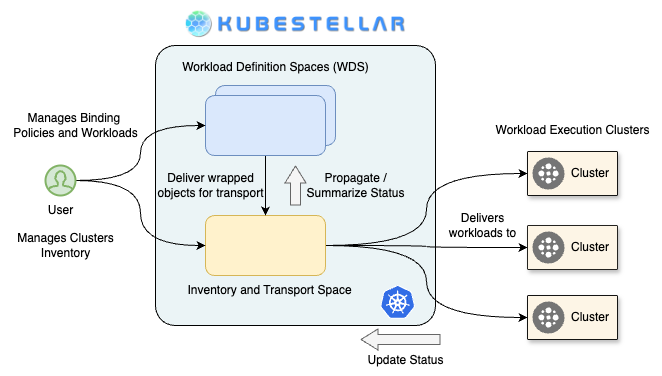 KUBESTELLAR
Workload Definition Spaces (WDS)
Manages Binding
Policies and Workloads
Workload Execution Clusters
Cluster
Deliver wrapped
objects for transport
Propagate /
Summarize Status
User
Delivers
workloads to
Cluster
Manages Clusters
Inventory
Inventory and Transport Space
Cluster
Update Status